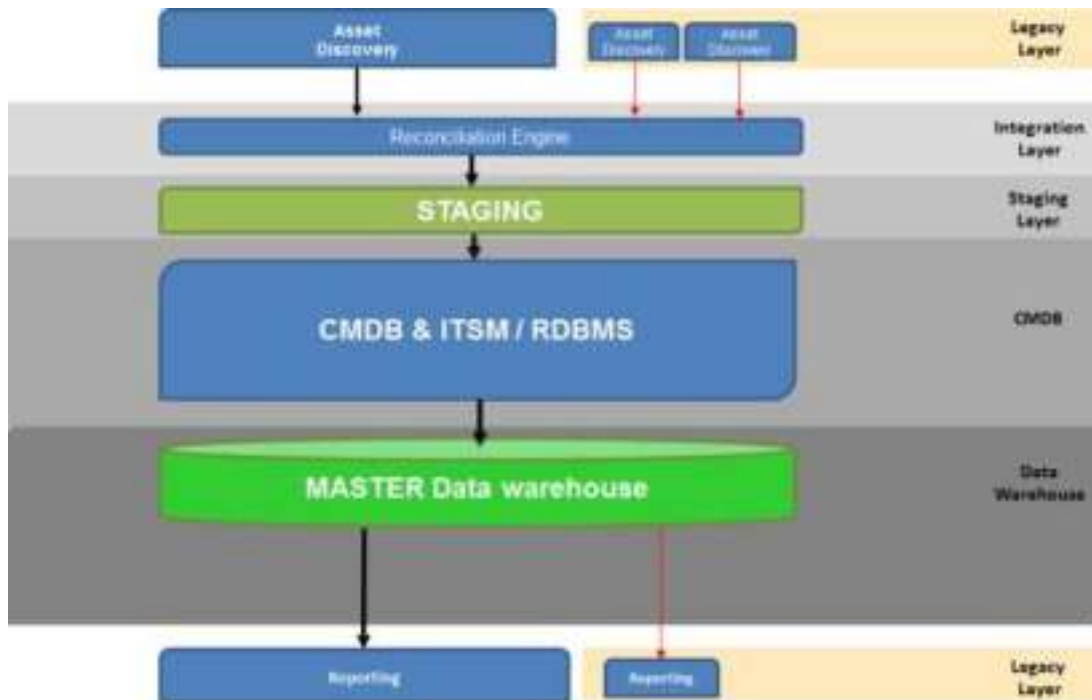 Asset
Discovery
Asset
Discovery
Asset
Discovery
Legacy
Layer
Reconciliation Engine
Integration
Layer
STAGING
Staging
Layer
CMDB & ITSM / RDBMS
CMDB
MASTER Data warehouse
Data
Warehouse
Reporting
Reporting
Legacy
Layer